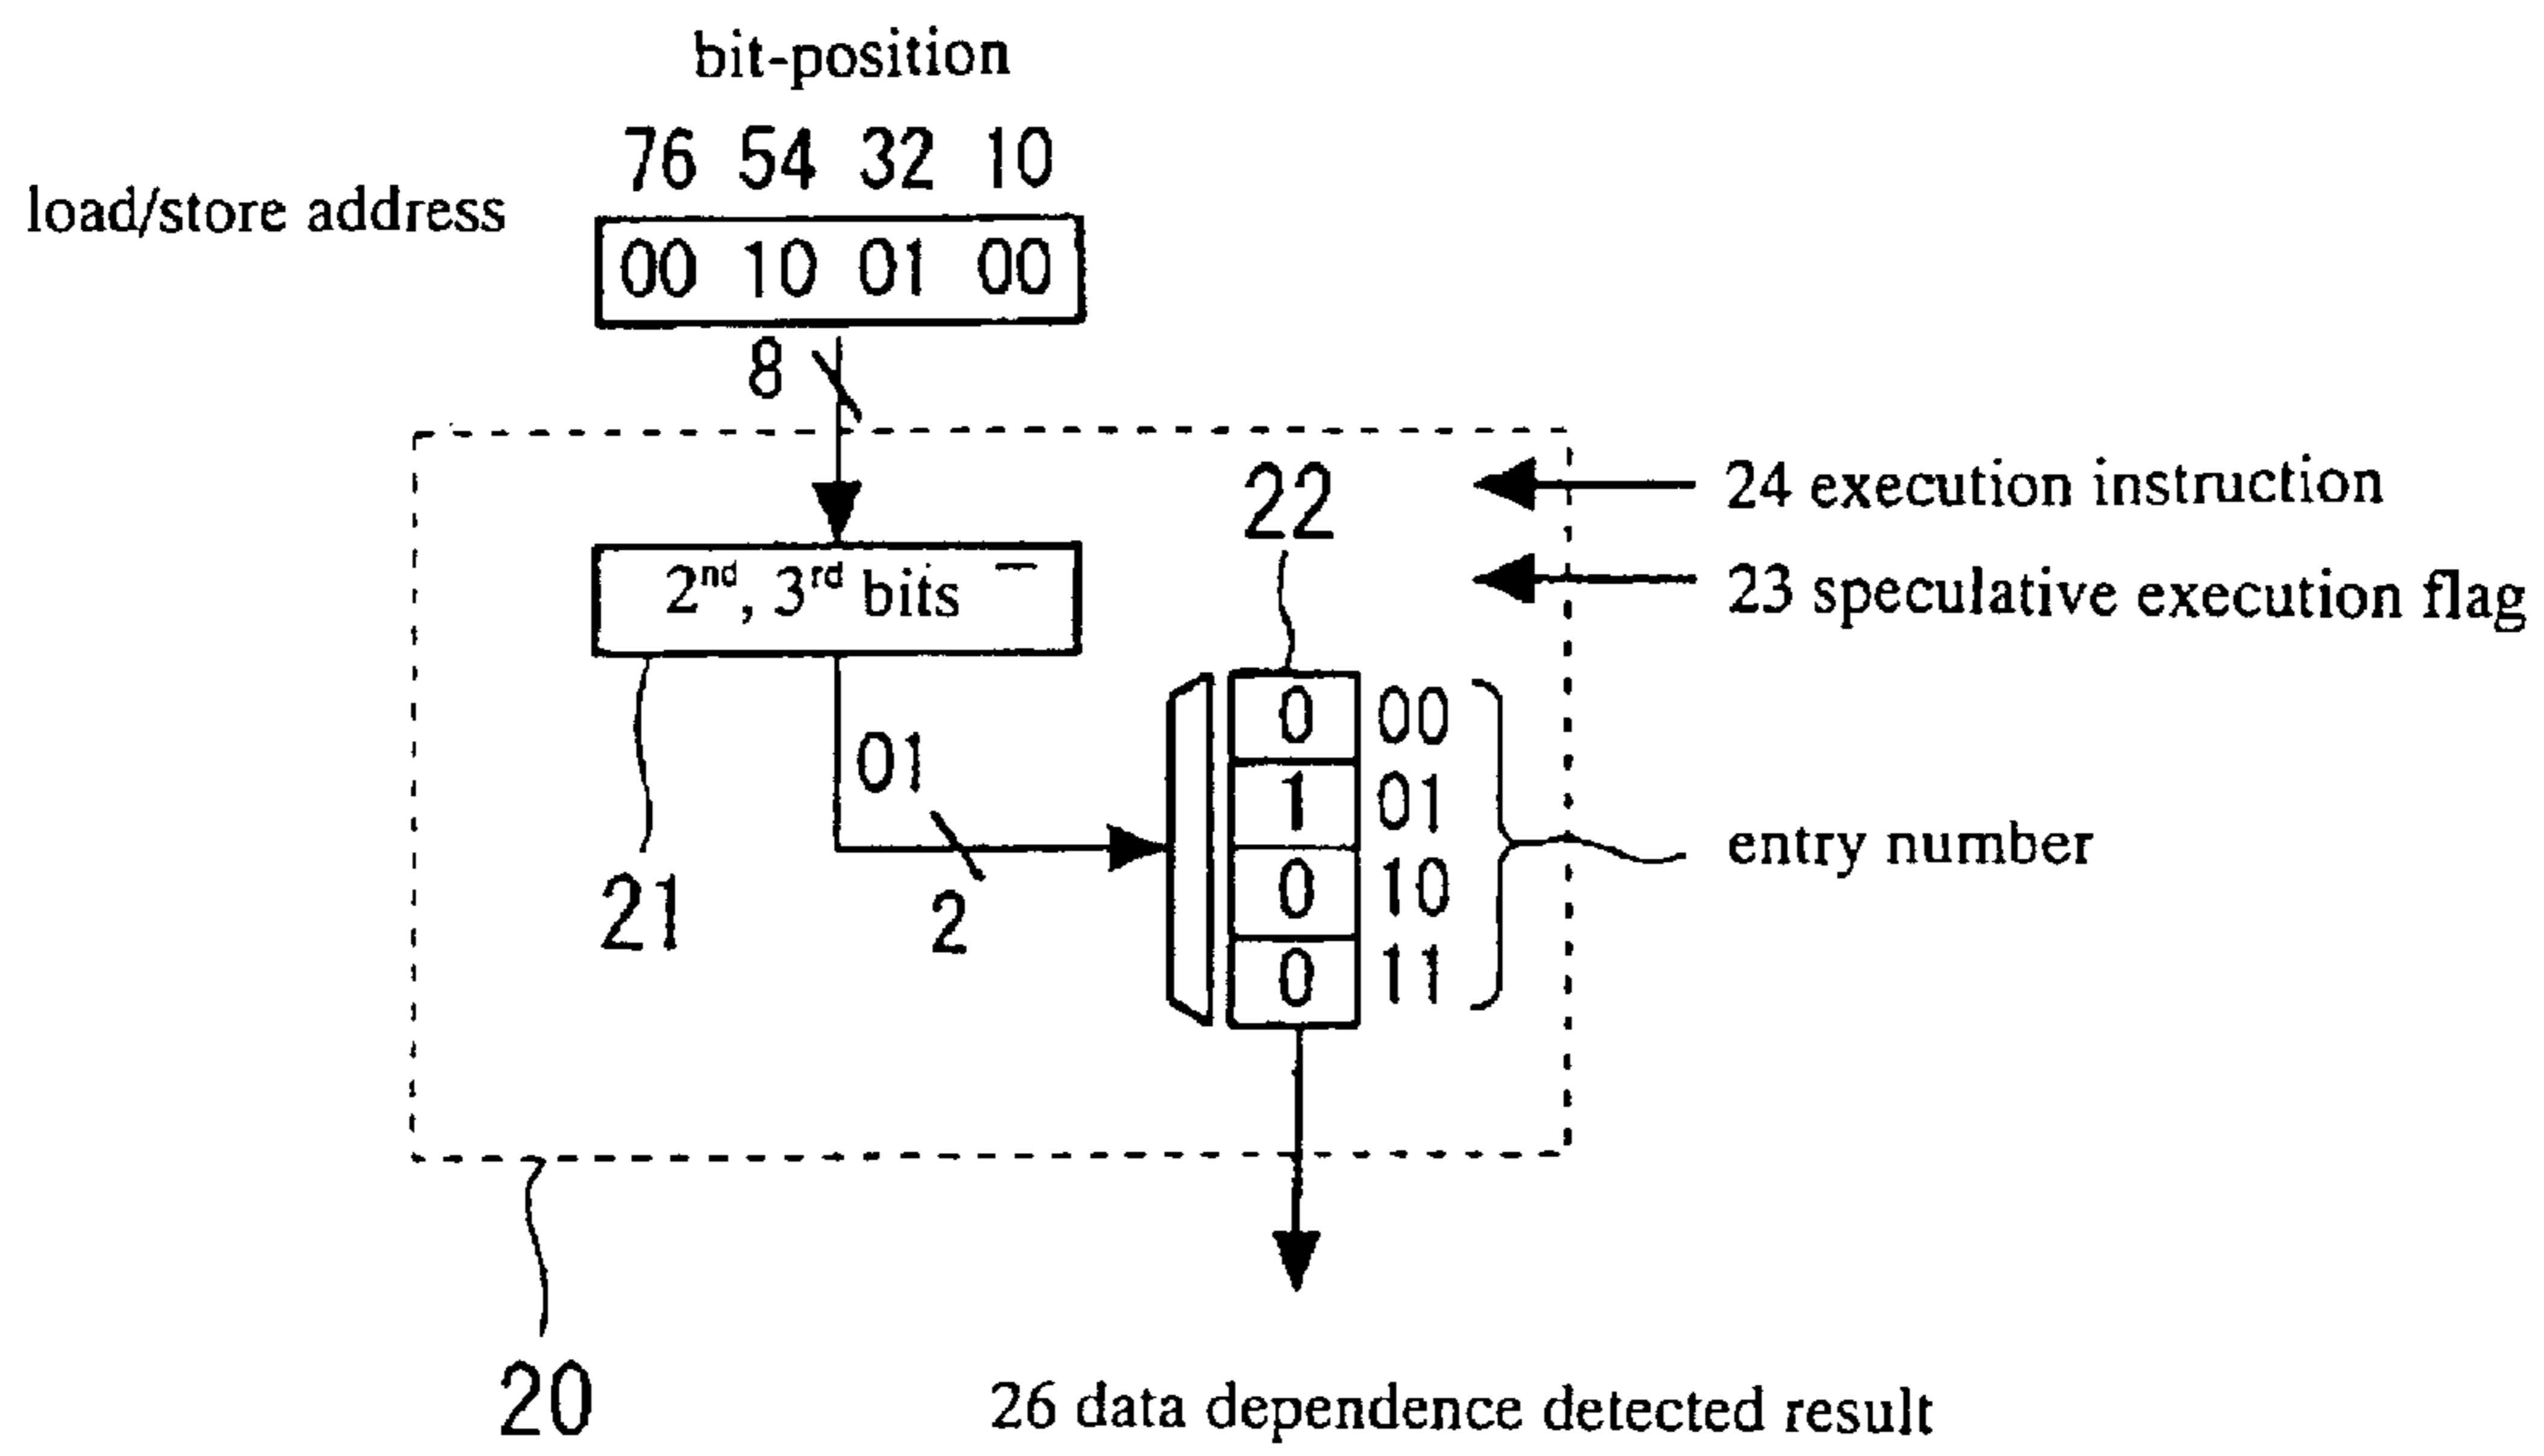 bit-position
76 54 32 10
load/store address
00 10 01 00
8
22
24 execution instruction
2nd, 3rd bits
23 speculative execution flag
0 00
01
1 01
entry number
0 10
21
2
0 11
20
26 data dependence detected result